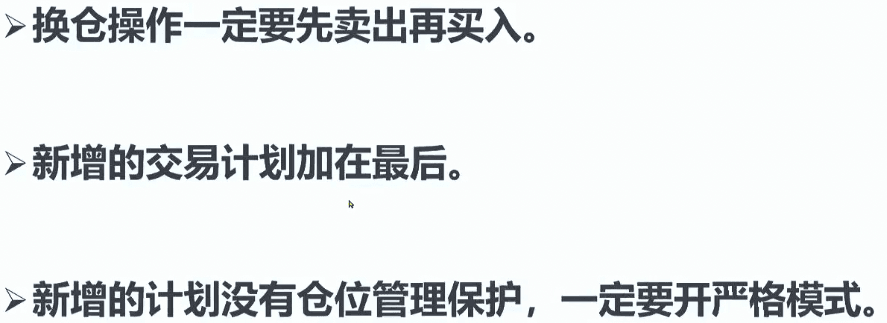 ➢换仓操作一定要先卖出再买入。
➢新增的交易计划加在最后。
➢新增的计划没有仓位管理保护，一定要开严格模式。